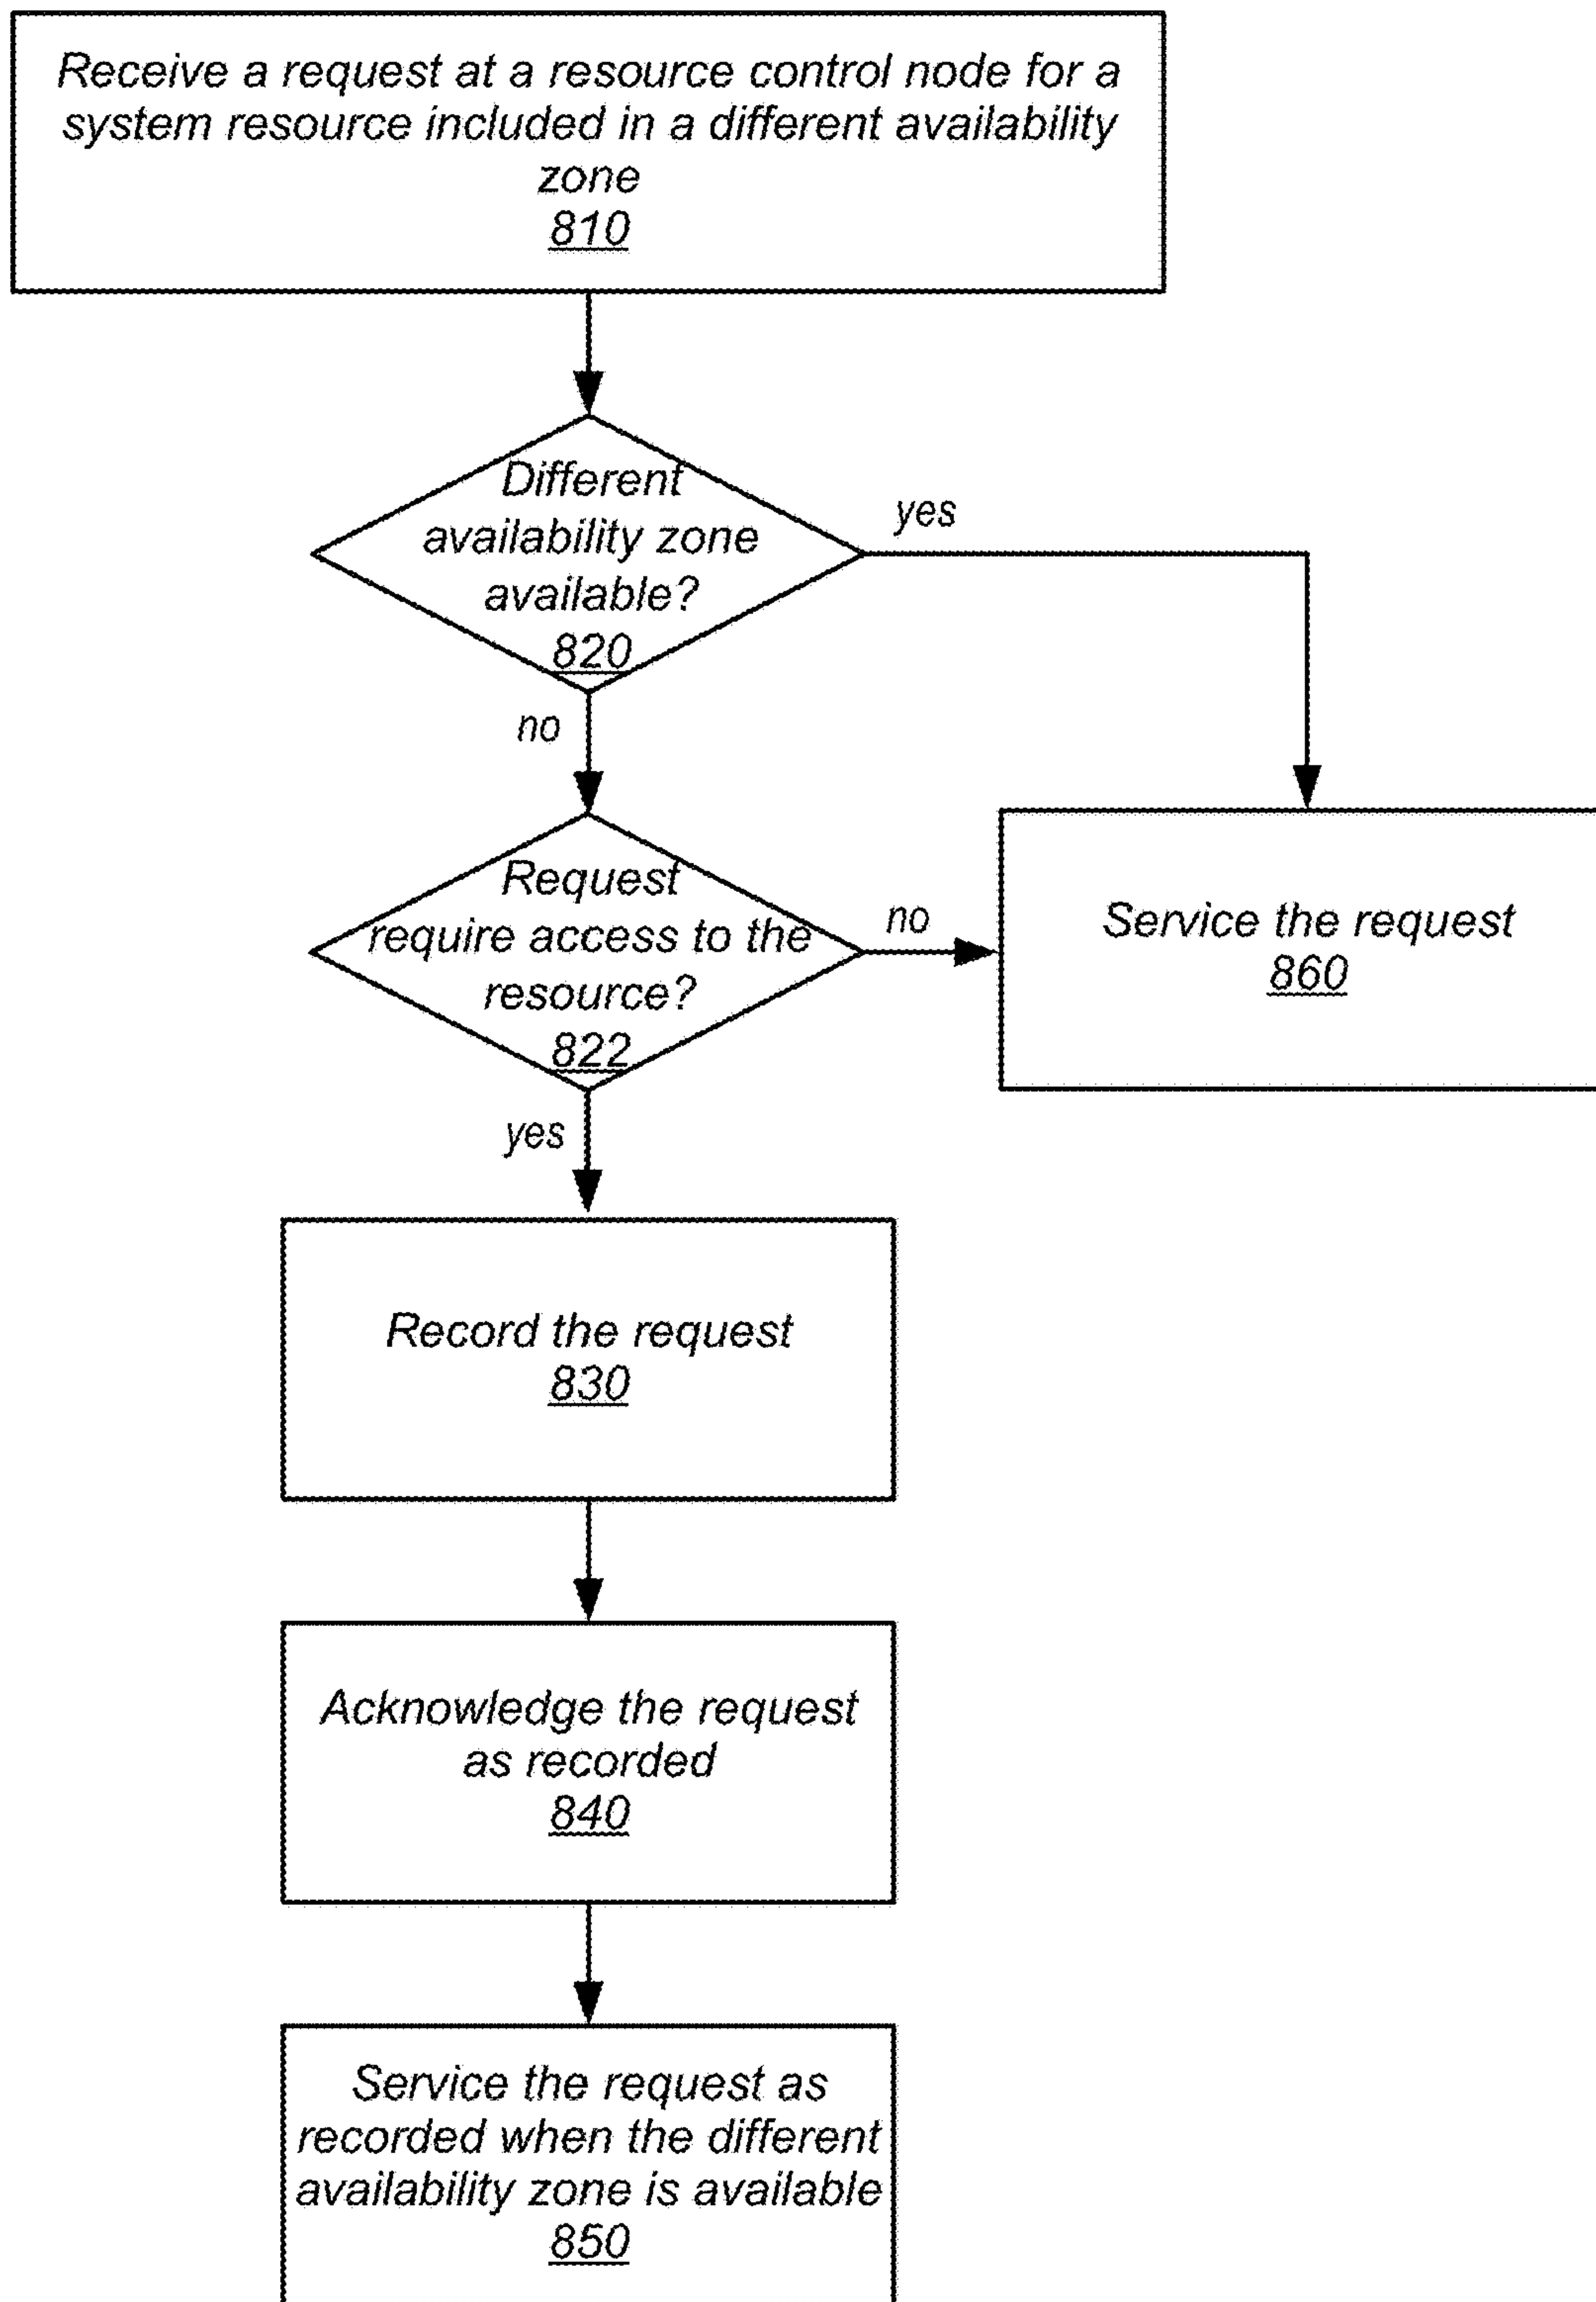 Receive a request at a resource control node for a
system resource included in a different availability
zone
810
Different
availability zone
available?
820
yes
no
Request
require access to the
resource?
822
no
yes
Service the request
860
Record the request
830
Acknowledge the request
as recorded
840
Service the request as
recorded when the different
availability zone is available
850